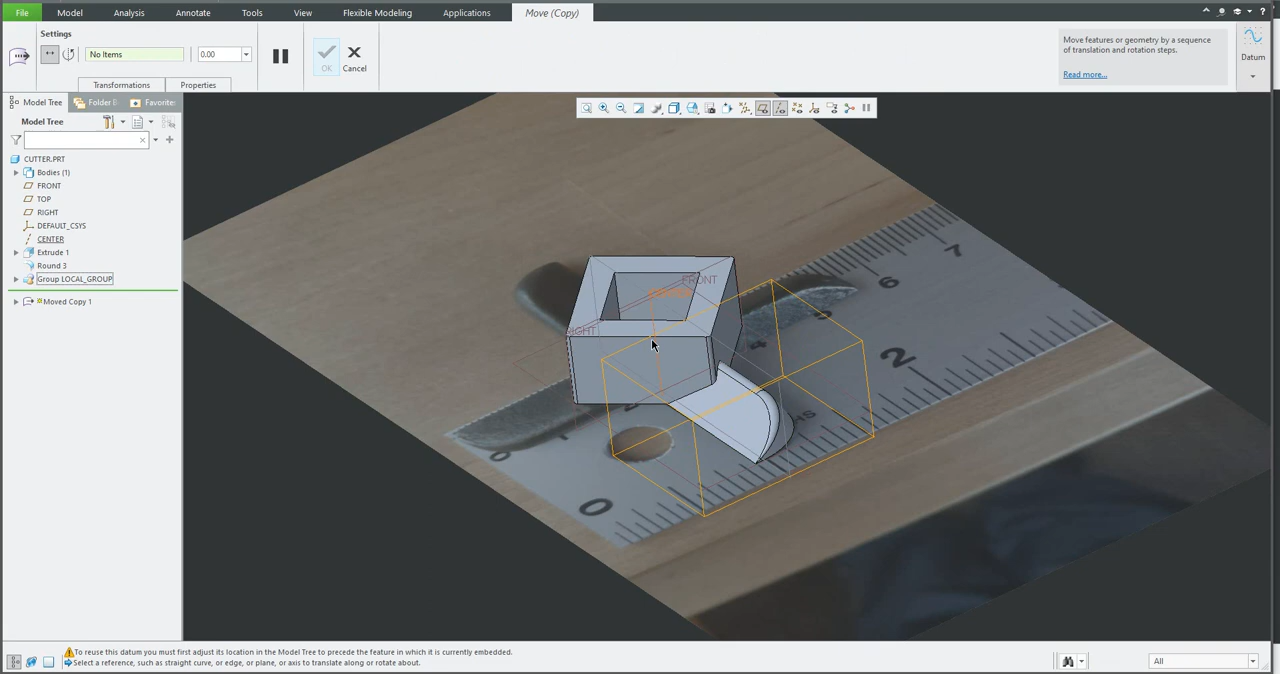 File Model Analysis Annotate Tools View Flexible Modeling Applications Move (Copy)
Settings
No Items 0.00
OK Cancel
Transformations Properties
Move features or geometry by a sequence
of translation and rotation steps.
Read more...
Datum
Model Tree Folder Favorite
Model Tree
CUTTER.PRT
Bodies (1)
FRONT
TOP
RIGHT
DEFAULT_CSYS
CENTER
Extrude 1
Round 3
Group LOCAL_GROUP
Moved Copy 1
FRONT
RIGHT
7
6
5
4
2
2
1
0
0
To reuse this datum you must first adjust its location in the Model Tree to precede the feature in which it is currently embedded.
Select a reference, such as straight curve, or edge, or plane, or axis to translate along or rotate about.
All